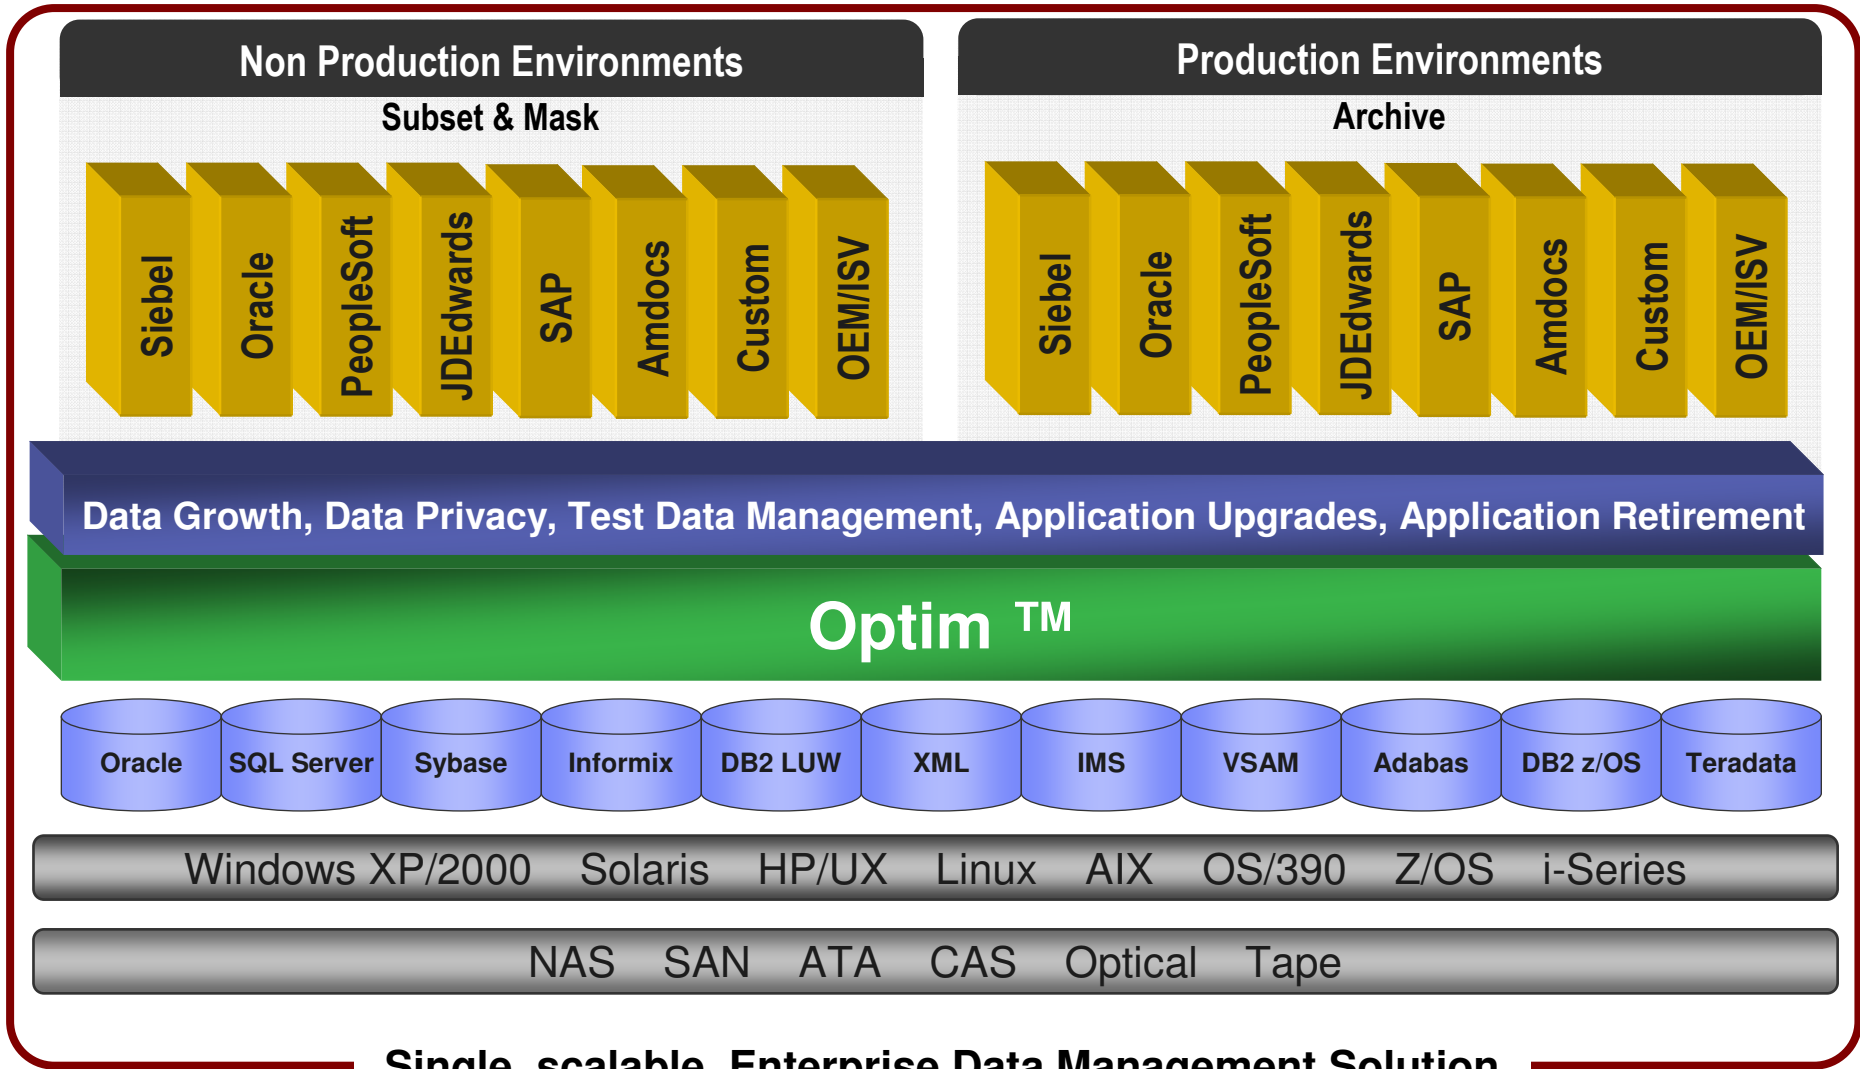 Non Production Environments
Subset & Mask
Siebel
Oracle
PeopleSoft
JDEdwards
SAP
Amdocs
Custom
OEM/ISV
Production Environments
Archive
Siebel
Oracle
PeopleSoft
JDEdwards
SAP
Amdocs
Custom
OEM/ISV
Data Growth, Data Privacy, Test Data Management, Application Upgrades, Application Retirement
Optim ™
Oracle
SQL Server
Sybase
Informix
DB2 LUW
XML
IMS
VSAM
Adabas
DB2 z/OS
Teradata
Windows XP/2000 Solaris HP/UX Linux AIX OS/390 Z/OS i-Series
NAS SAN ATA CAS Optical Tape
Single, scalable, Enterprise Data Management Solution